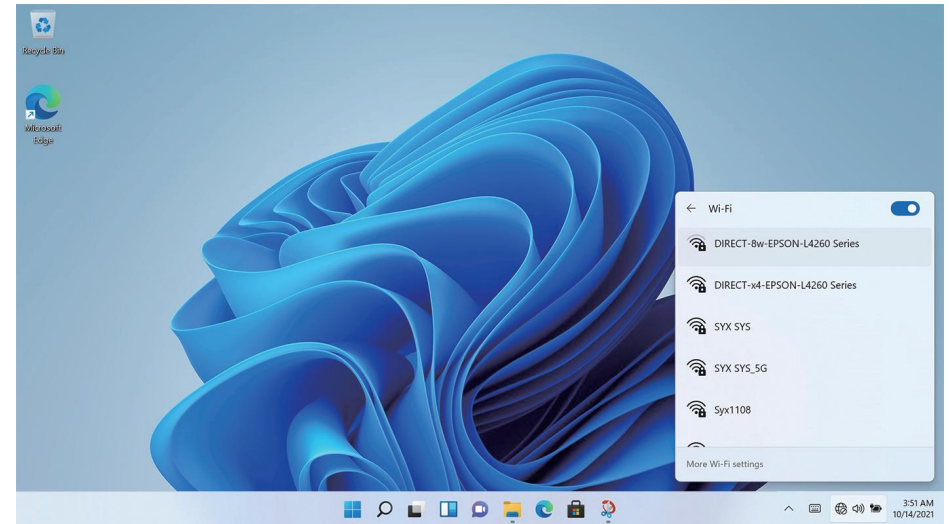 Recycle Bin
Microsoft
Edge
Wi-Fi
DIRECT-8w-EPSON-L4260 Series
DIRECT-x4-EPSON-L4260 Series
SYX SYS
SYX SYS_5G
Syx1108
More Wi-Fi settings
3:51 AM
10/14/2021